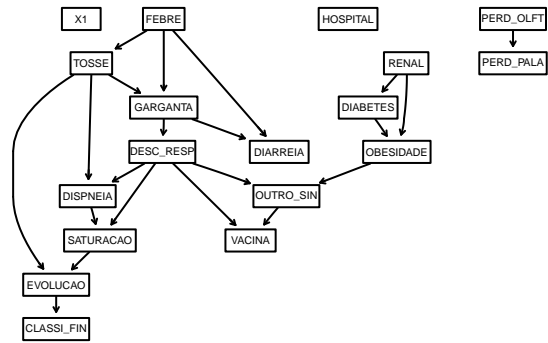 X1 FEBRE HOSPITAL PERD_OLFT
TOSSE RENAL PERD_PALA
GARGANTA DIABETES
DESC_RESP DIARREIA OBESIDADE
DISPNEIA OUTRO_SIN
SATURACAO VACINA
EVOLUCAO
CLASSI_FIN